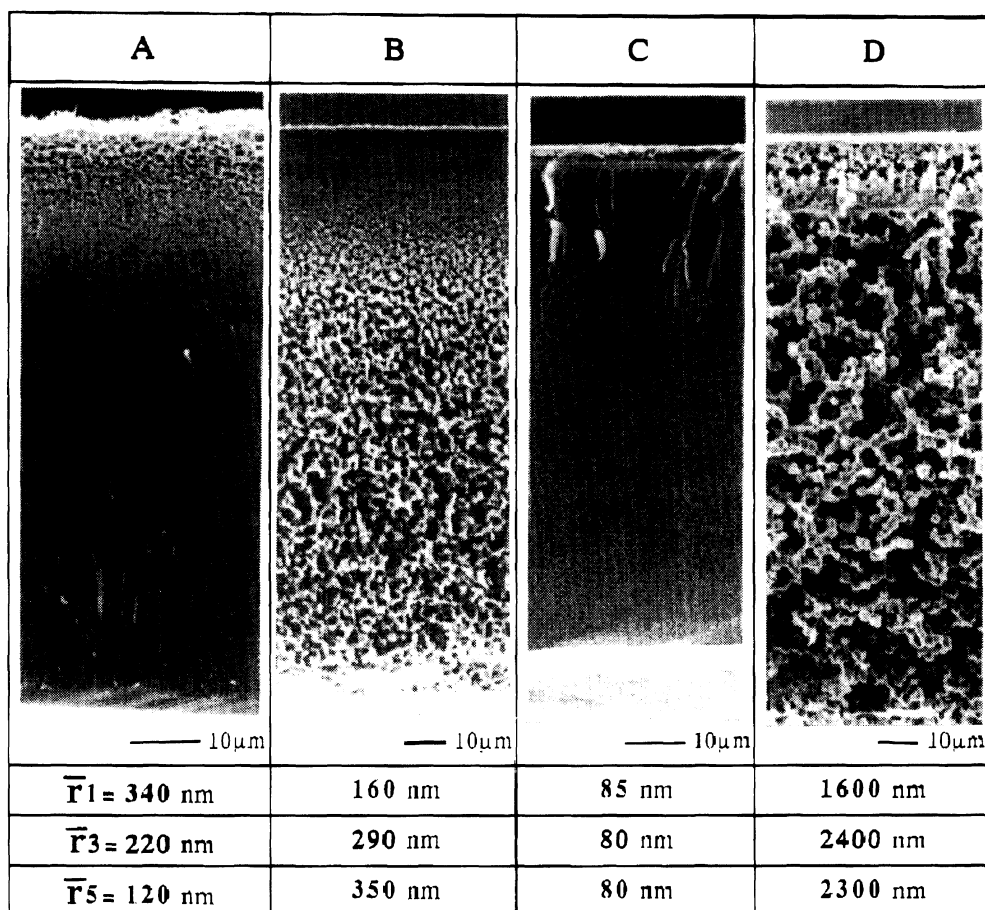 A B C D
10μm 10μm 10μm 10μm
r̅1= 340 nm 160 nm 85 nm 1600 nm
r̅3= 220 nm 290 nm 80 nm 2400 nm
r̅5= 120 nm 350 nm 80 nm 2300 nm